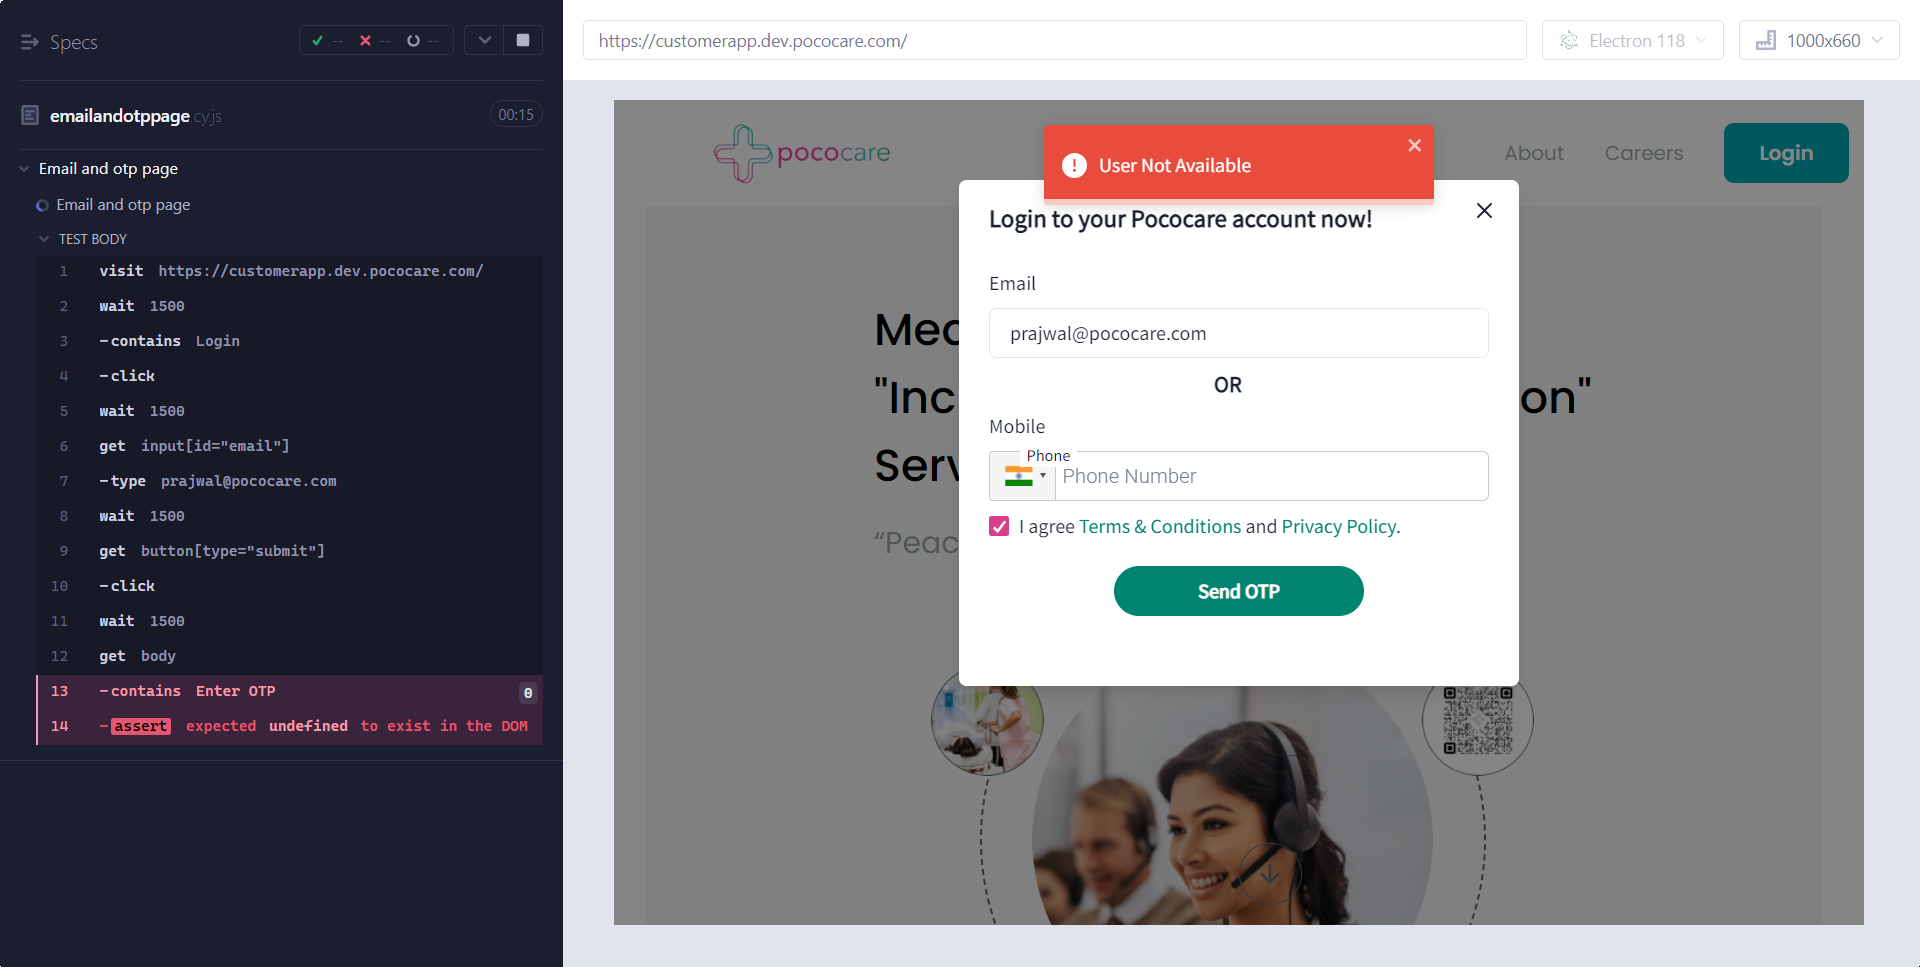 Specs
--
--
--
emailandotppage.cy.js
00:15
Email and otp page
Email and otp page
TEST BODY
1 visit https://customerapp.dev.pococare.com/
2 wait 1500
3 -contains Login
4 -click
5 wait 1500
6 get input[id="email"]
7 -type prajwal@pococare.com
8 wait 1500
9 get button[type="submit"]
10 -click
11 wait 1500
12 get body
13 -contains Enter OTP 0
14 -assert expected undefined to exist in the DOM
https://customerapp.dev.pococare.com/
Electron 118
1000x660
pococare
About
Careers
Login
User Not Available
Login to your Pococare account now!
Email
prajwal@pococare.com
OR
Mobile
Phone
Phone Number
I agree Terms & Conditions and Privacy Policy.
Send OTP
"Inc
on"
Serv
“Peac